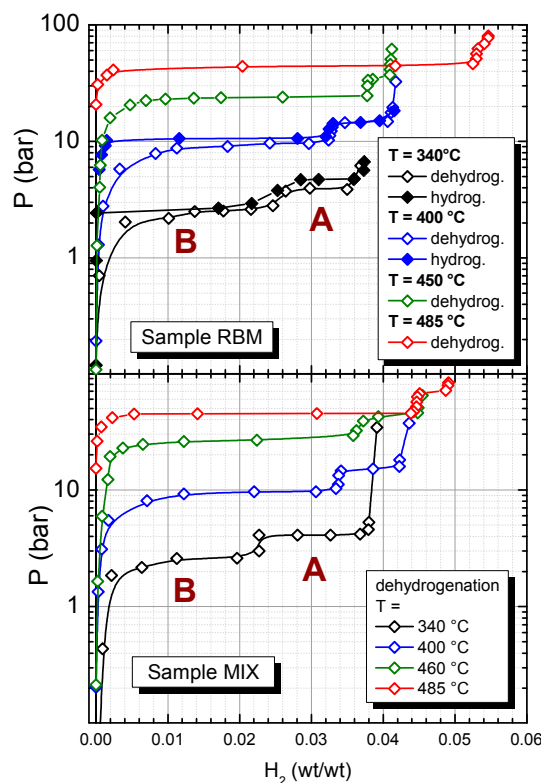 100
10
1
P (bar)
B
A
Sample RBM
T = 340°C
dehydrog.
hydrog.
T = 400 °C
dehydrog.
hydrog.
T = 450 °C
dehydrog.
T = 485 °C
dehydrog.
10
1
P (bar)
B
A
Sample MIX
dehydrogenation
T =
340 °C
400 °C
460 °C
485 °C
0.00 0.01 0.02 0.03 0.04 0.05 0.06
H₂ (wt/wt)